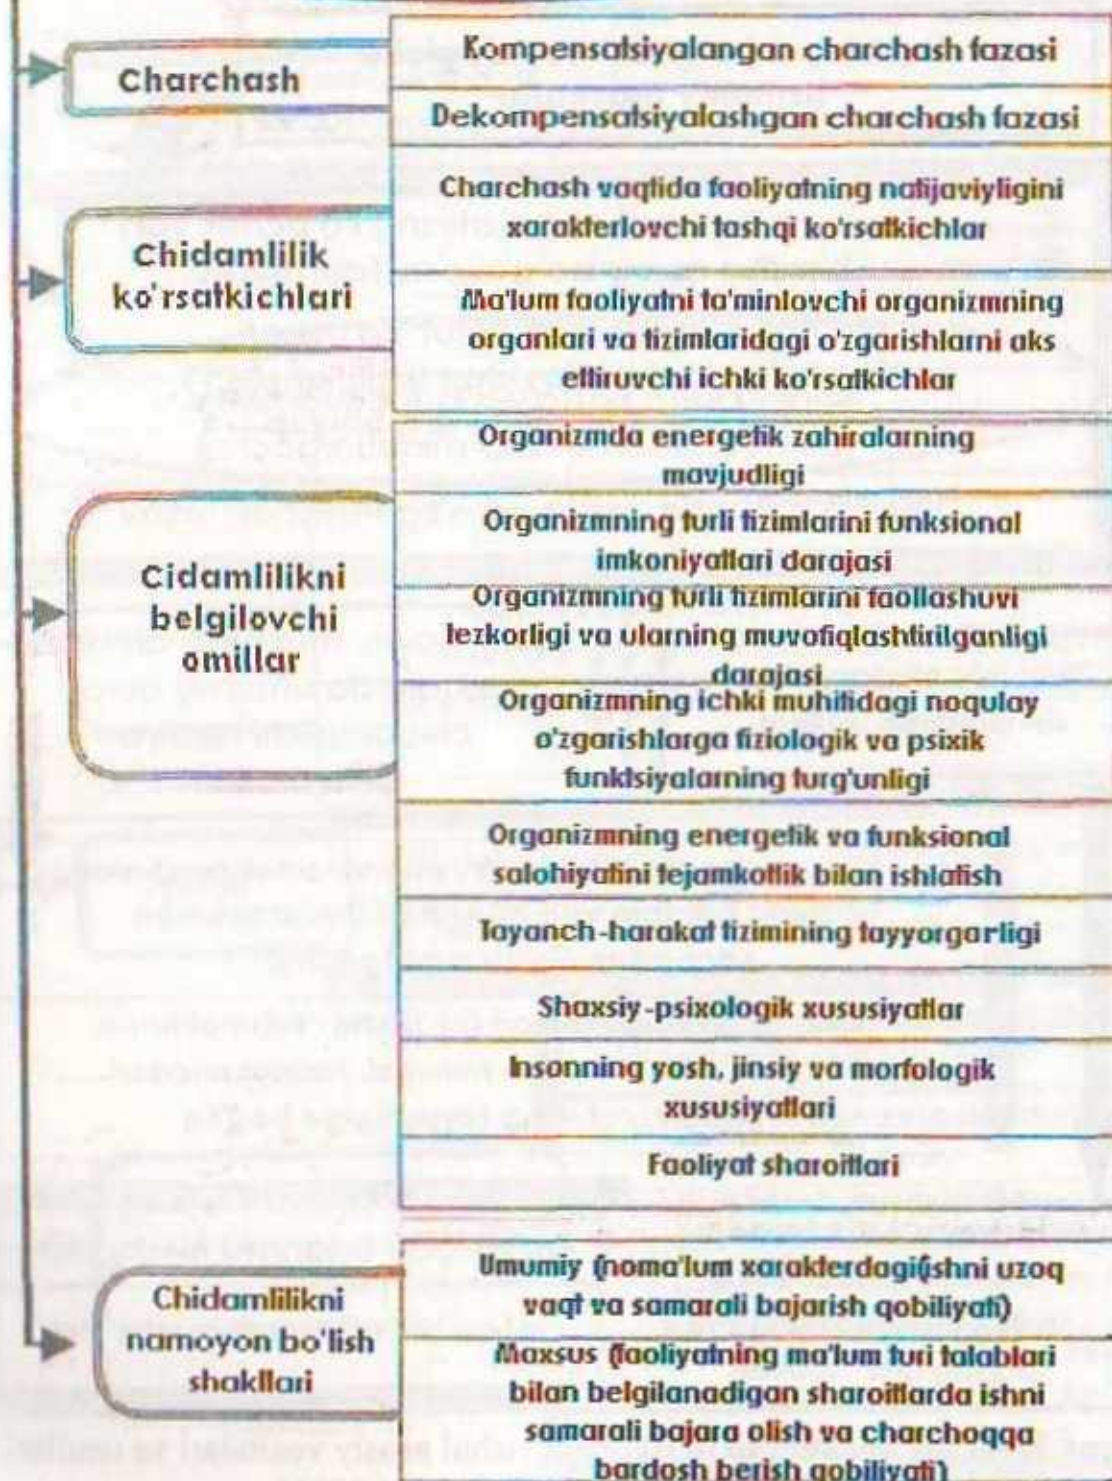 Charchash
Kompensatsiyalangan charchash fazasi
Dekompensatsiyalashgan charchash fazasi
Chidamlilik
ko'rsatkichlari
Charchash vaqtida faoliyatning natijaviyligini
xarakterlovchi tashqi ko'rsatkichlar
Ma'lum faoliyatni ta'minlovchi organizmning
organlari va tizimlaridagi o'zgarishlarni aks
ettiruvchi ichki ko'rsatkichlar
Cidamlilikni
belgilovchi
omillar
Organizmda energetik zahiralarning
mavjudligi
Organizmning turli tizimlarini funksional
imkoniyatlari darajasi
Organizmning turli tizimlarini faollashuvi
tezkorligi va ularning muvofiqlashtirilganligi
darajasi
Organizmning ichki muhitidagi noqulay
o'zgarishlarga fiziologik va psixik
funktsiyalarning turg'unligi
Organizmning energetik va funksional
salohiyatini tejamkotlik bilan ishlatish
Tayanch-harakat tizimining tayyorgarligi
Shaxsiy-psixologik xususiyatlar
Insonning yosh, jinsiy va morfologik
xususiyatlari
Faoliyat sharoitlari
Chidamlilikni
namoyon bo'lish
shakllari
Umumiy (noma'lum xarakterdagi(ishni uzoq
vaqt va samarali bajarish qobiliyati)
Maxsus (faoliyatning ma'lum turi talablari
bilan belgilanadigan sharoitlarda ishni
samarali bajara olish va charchoqqa
bardosh berish qobiliyati)